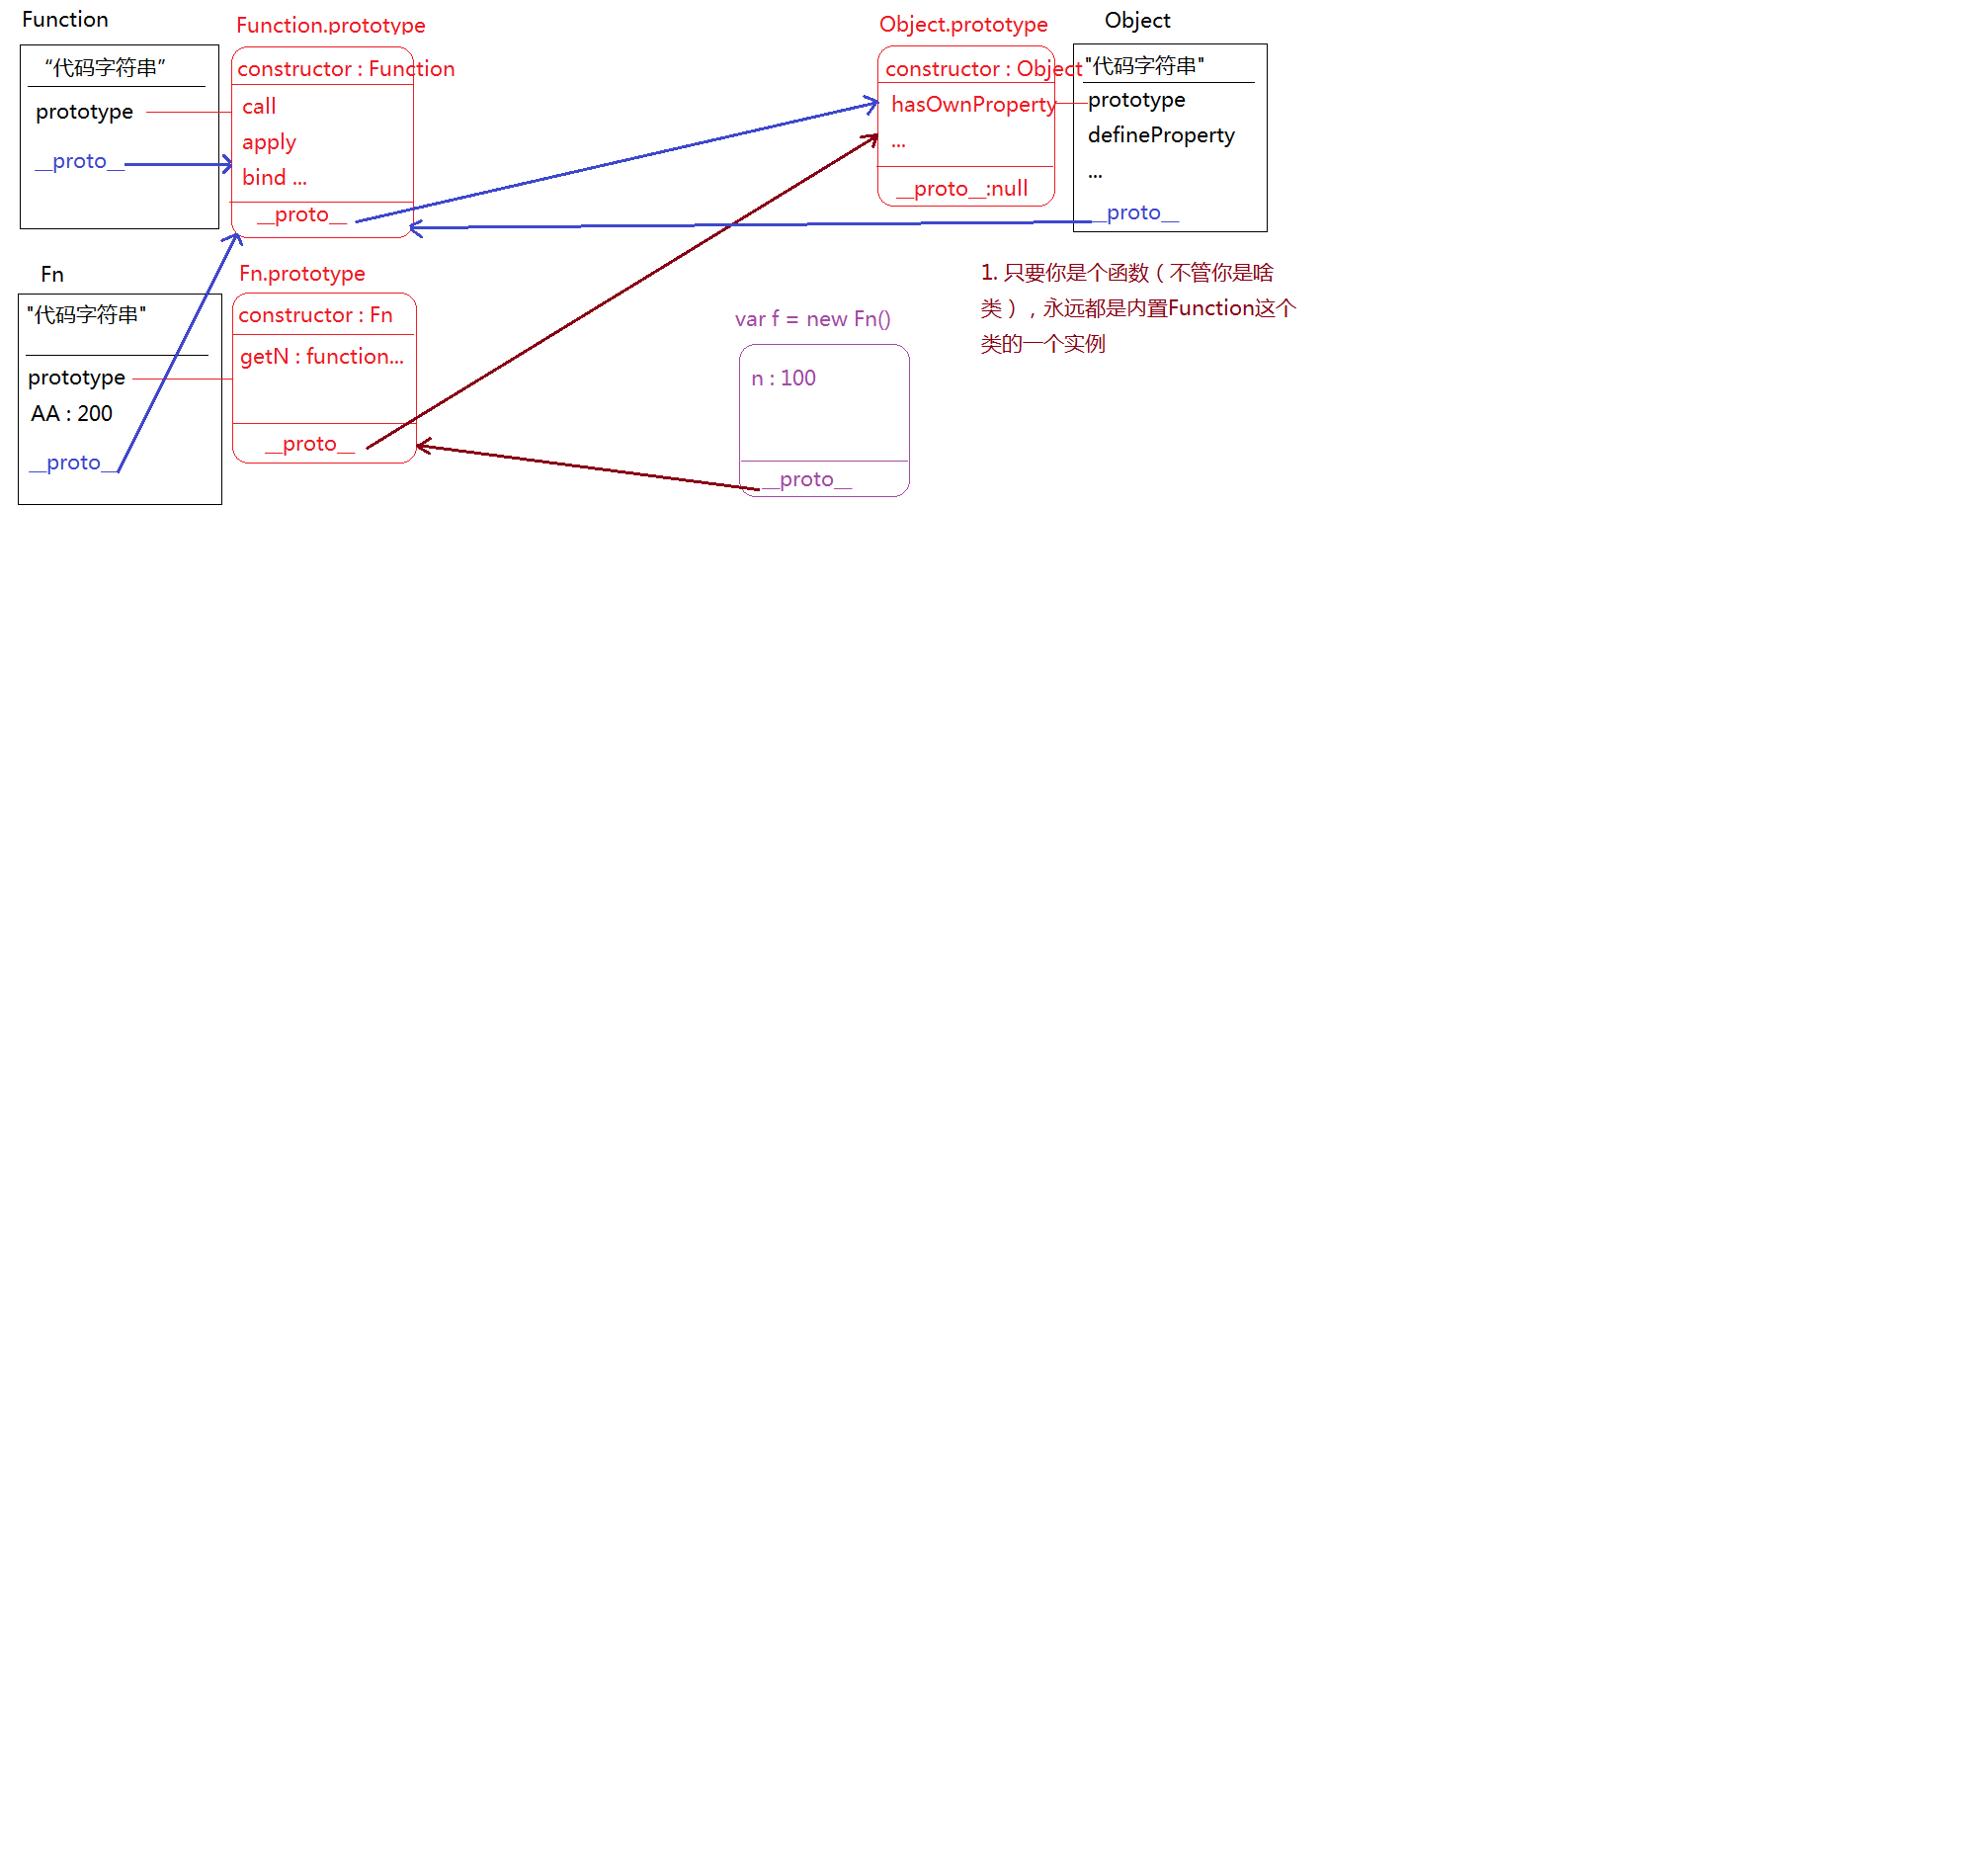 Function
“代码字符串”
prototype
__proto__
Function.prototype
constructor : Function
call
apply
bind ...
__proto__
Object.prototype
constructor : Object
hasOwnProperty
...
__proto__:null
Object
"代码字符串"
prototype
defineProperty
...
__proto__
Fn
"代码字符串"
prototype
AA : 200
__proto__
Fn.prototype
constructor : Fn
getN : function...
__proto__
var f = new Fn()
n : 100
__proto__
1. 只要你是个函数（不管你是啥
类），永远都是内置Function这个
类的一个实例